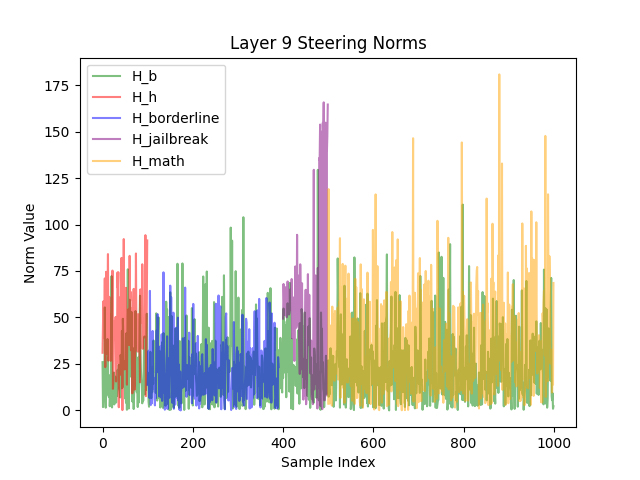 Layer 9 Steering Norms
H_b
H_h
H_borderline
H_jailbreak
H_math
Norm Value
175
150
125
100
75
50
25
0
0 200 400 600 800 1000
Sample Index